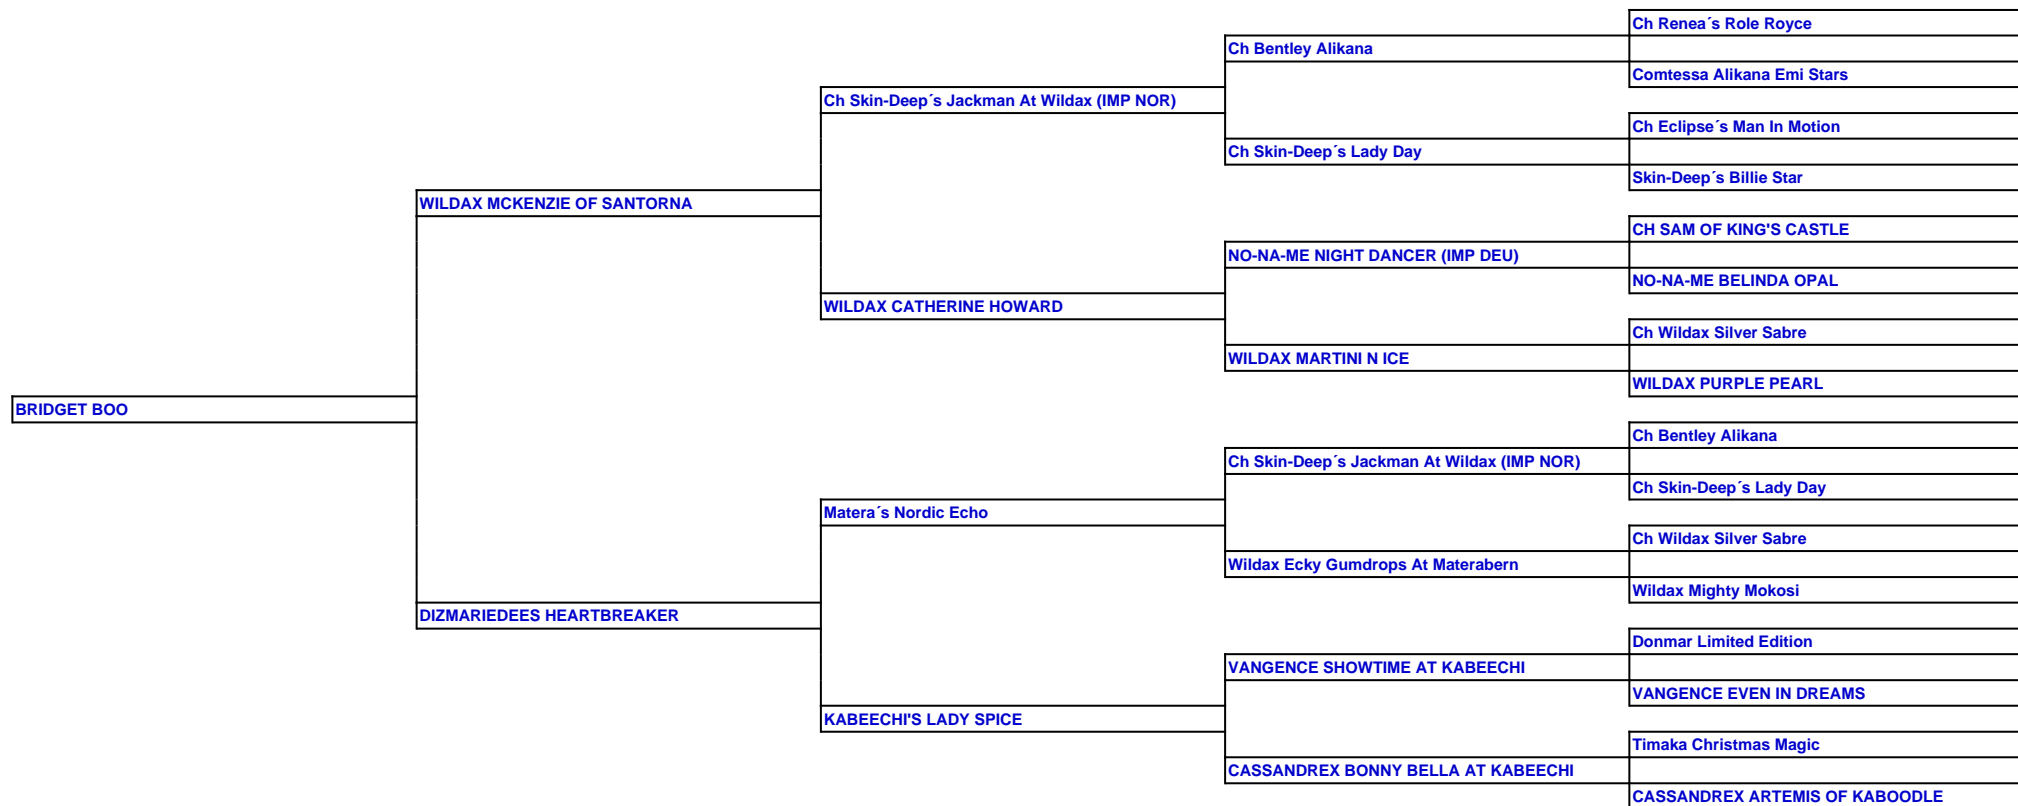 Ch Renea´s Role Royce
Ch Bentley Alikana
Comtessa Alikana Emi Stars
Ch Skin-Deep´s Jackman At Wildax (IMP NOR)
Ch Eclipse´s Man In Motion
Ch Skin-Deep´s Lady Day
Skin-Deep´s Billie Star
WILDAX MCKENZIE OF SANTORNA
CH SAM OF KING'S CASTLE
NO-NA-ME NIGHT DANCER (IMP DEU)
NO-NA-ME BELINDA OPAL
WILDAX CATHERINE HOWARD
Ch Wildax Silver Sabre
WILDAX MARTINI N ICE
WILDAX PURPLE PEARL
BRIDGET BOO
Ch Bentley Alikana
Ch Skin-Deep´s Jackman At Wildax (IMP NOR)
Ch Skin-Deep´s Lady Day
Matera´s Nordic Echo
Ch Wildax Silver Sabre
Wildax Ecky Gumdrops At Materabern
Wildax Mighty Mokosi
DIZMARIEDEES HEARTBREAKER
Donmar Limited Edition
VANGENCE SHOWTIME AT KABEECHI
VANGENCE EVEN IN DREAMS
KABEECHI'S LADY SPICE
Timaka Christmas Magic
CASSANDREX BONNY BELLA AT KABEECHI
CASSANDREX ARTEMIS OF KABOODLE